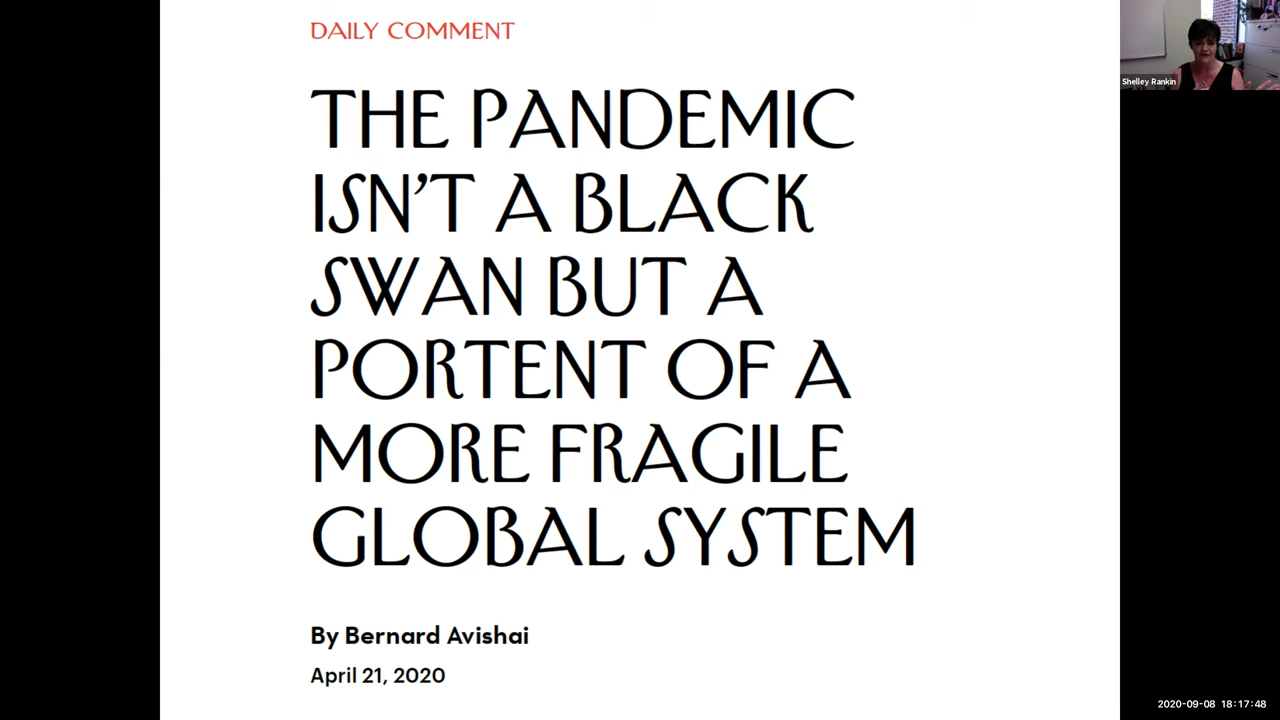 DAILY COMMENT
THE PANDEMIC
ISN'T A BLACK
SWAN BUT A
PORTENT OF A
MORE FRAGILE
GLOBAL SYSTEM
By Bernard Avishai
April 21, 2020
Shelley Rankin
2020-09-08 18:17:48